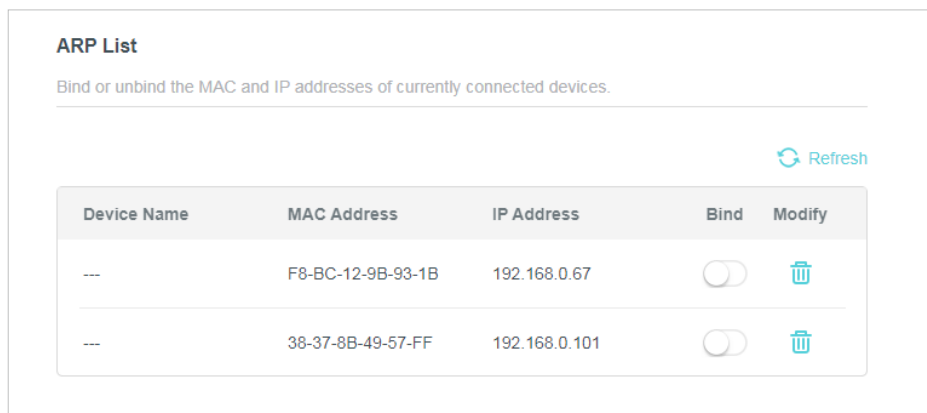 ARP List
Bind or unbind the MAC and IP addresses of currently connected devices.
Refresh
Device Name MAC Address IP Address Bind Modify
--- F8-BC-12-9B-93-1B 192.168.0.67
--- 38-37-8B-49-57-FF 192.168.0.101